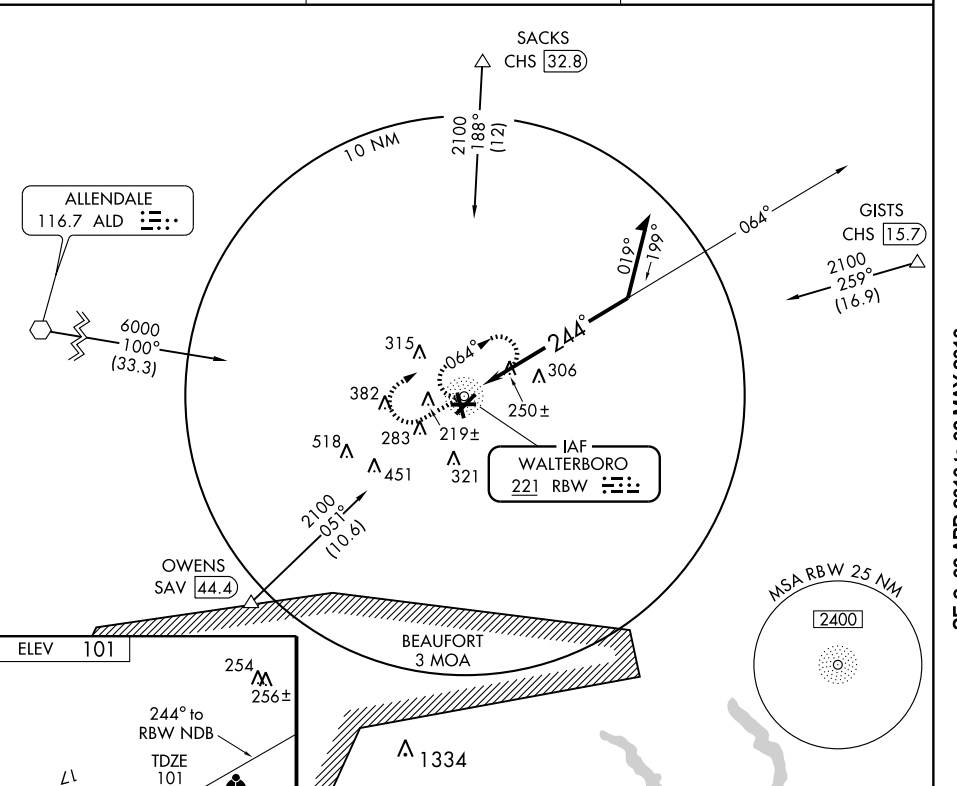 SACKS
CHS 32.8
2100
188°
(12)
10 NM
ALLENDALE
116.7 ALD
6000
100°
(33.3)
019°
199°
064°
GISTS
CHS 15.7
2100
259°
(16.9)
244°
064°
315
306
382
250±
283
219±
518
451
321
IAF
WALTERBORO
221 RBW
2100
051°
(10.6)
OWENS
SAV 44.4
MSA RBW 25 NM
2400
BEAUFORT
3 MOA
ELEV 101
254
256±
244° to
RBW NDB
TDZE
101
17
1334